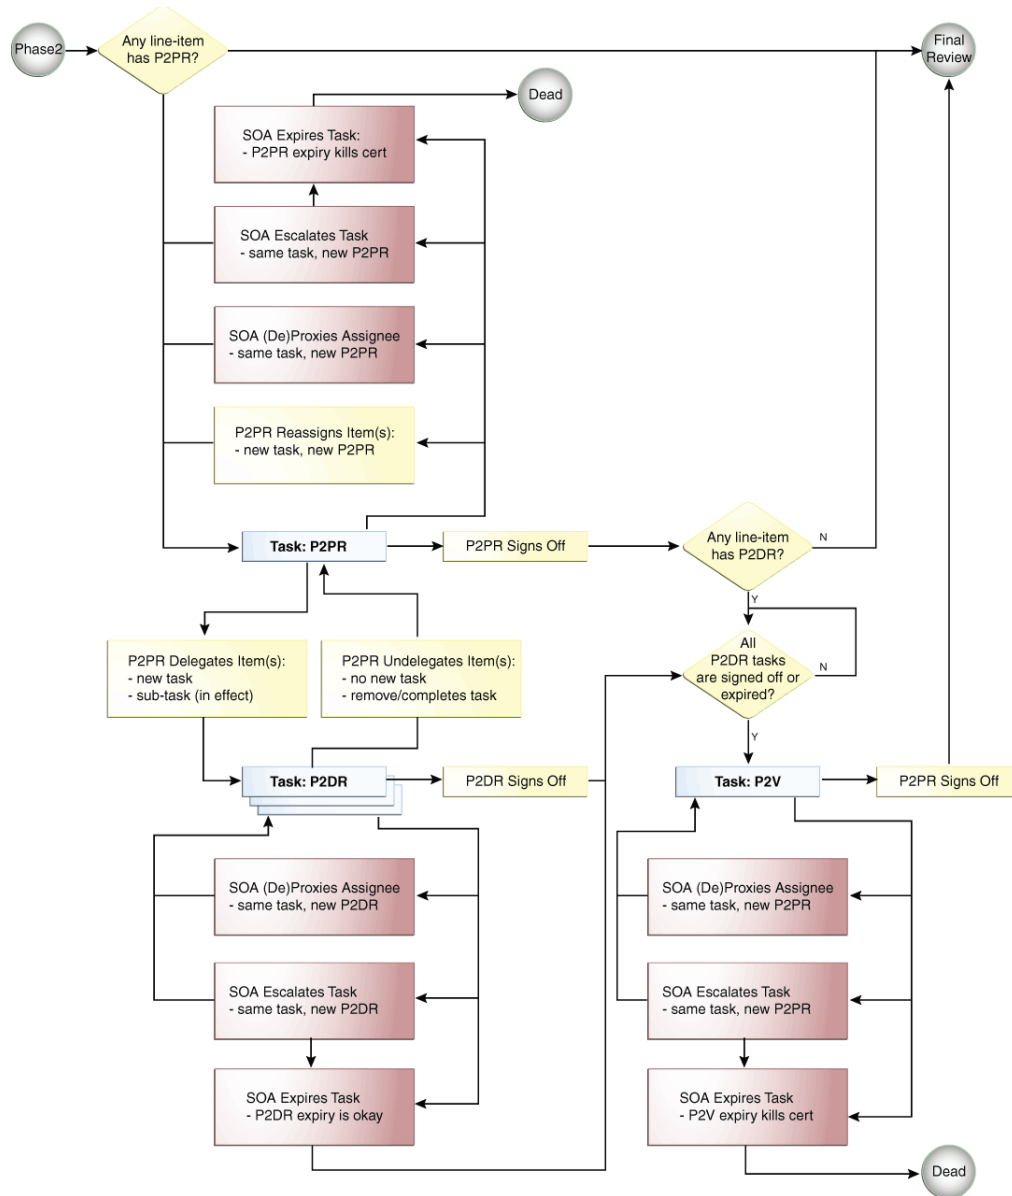 Phase2
Any line-item
has P2PR?
Final
Review
Dead
SOA Expires Task:
- P2PR expiry kills cert
SOA Escalates Task
- same task, new P2PR
SOA (De)Proxies Assignee
- same task, new P2PR
P2PR Reassigns Item(s):
- new task, new P2PR
Task: P2PR
P2PR Signs Off
Any line-item
has P2DR?
N
Y
P2PR Delegates Item(s):
- new task
- sub-task (in effect)
P2PR Undelegates Item(s):
- no new task
- remove/completes task
All
P2DR tasks
are signed off or
expired?
N
Y
Task: P2DR
P2DR Signs Off
Task: P2V
P2PR Signs Off
SOA (De)Proxies Assignee
- same task, new P2DR
SOA (De)Proxies Assignee
- same task, new P2PR
SOA Escalates Task
- same task, new P2DR
SOA Escalates Task
- same task, new P2PR
SOA Expires Task
- P2DR expiry is okay
SOA Expires Task
- P2V expiry kills cert
Dead